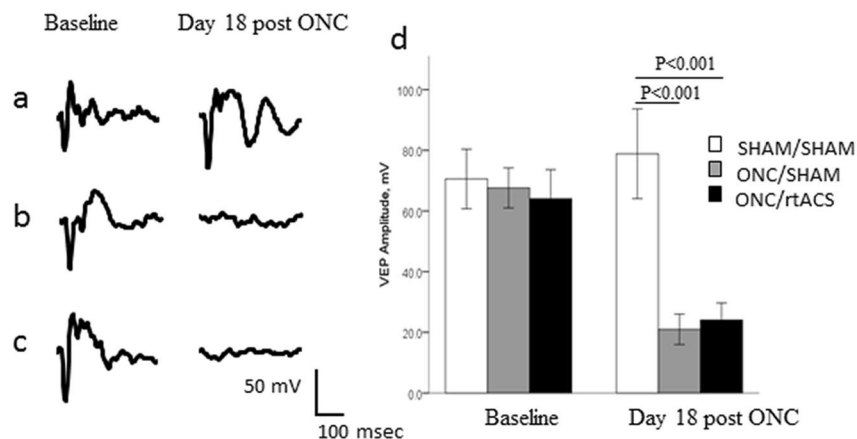 Baseline
Day 18 post ONC
a
b
c
50 mV
100 msec
d
P<0.001
P<0.001
SHAM/SHAM
ONC/SHAM
ONC/rtACS
VEP Amplitude, mV
100.0
80.0
60.0
40.0
20.0
0.0
Baseline
Day 18 post ONC